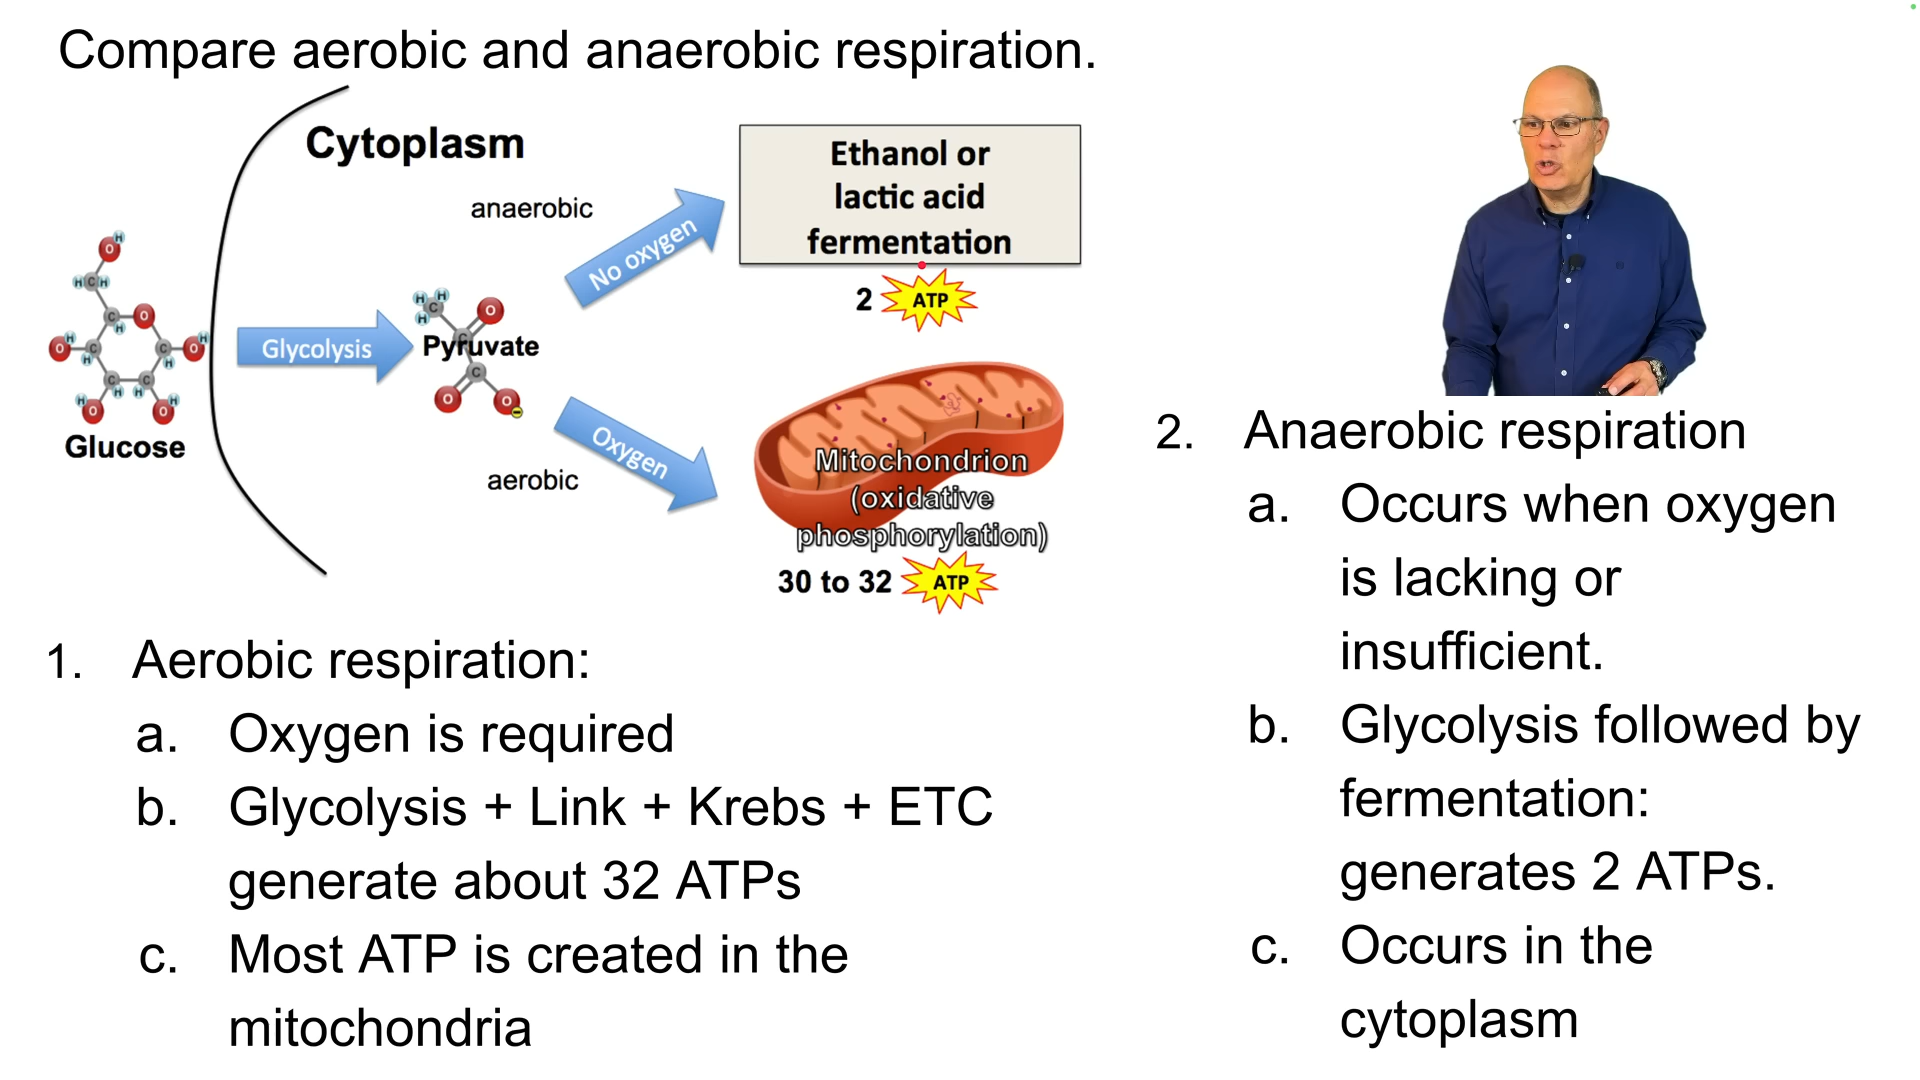 Compare aerobic and anaerobic respiration.
Cytoplasm
anaerobic
No oxygen
Ethanol or
lactic acid
fermentation
2 ATP
Glycolysis
Pyruvate
Glucose
Oxygen
aerobic
Mitochondrion
(oxidative
phosphorylation)
30 to 32 ATP
1. Aerobic respiration:
a. Oxygen is required
b. Glycolysis + Link + Krebs + ETC
generate about 32 ATPs
c. Most ATP is created in the
mitochondria
2. Anaerobic respiration
a. Occurs when oxygen
is lacking or
insufficient.
b. Glycolysis followed by
fermentation:
generates 2 ATPs.
c. Occurs in the
cytoplasm